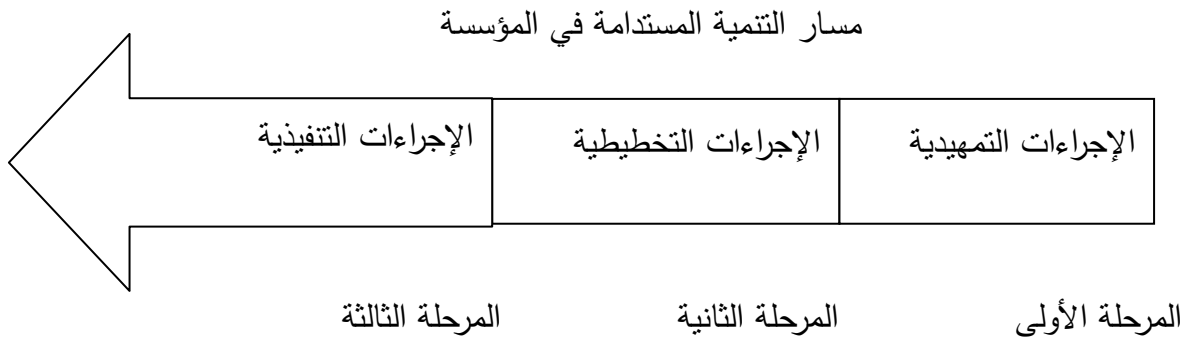 مسار التنمية المستدامة في المؤسسة
الإجراءات التمهيدية
الإجراءات التخطيطية
الإجراءات التنفيذية
المرحلة الأولى
المرحلة الثانية
المرحلة الثالثة